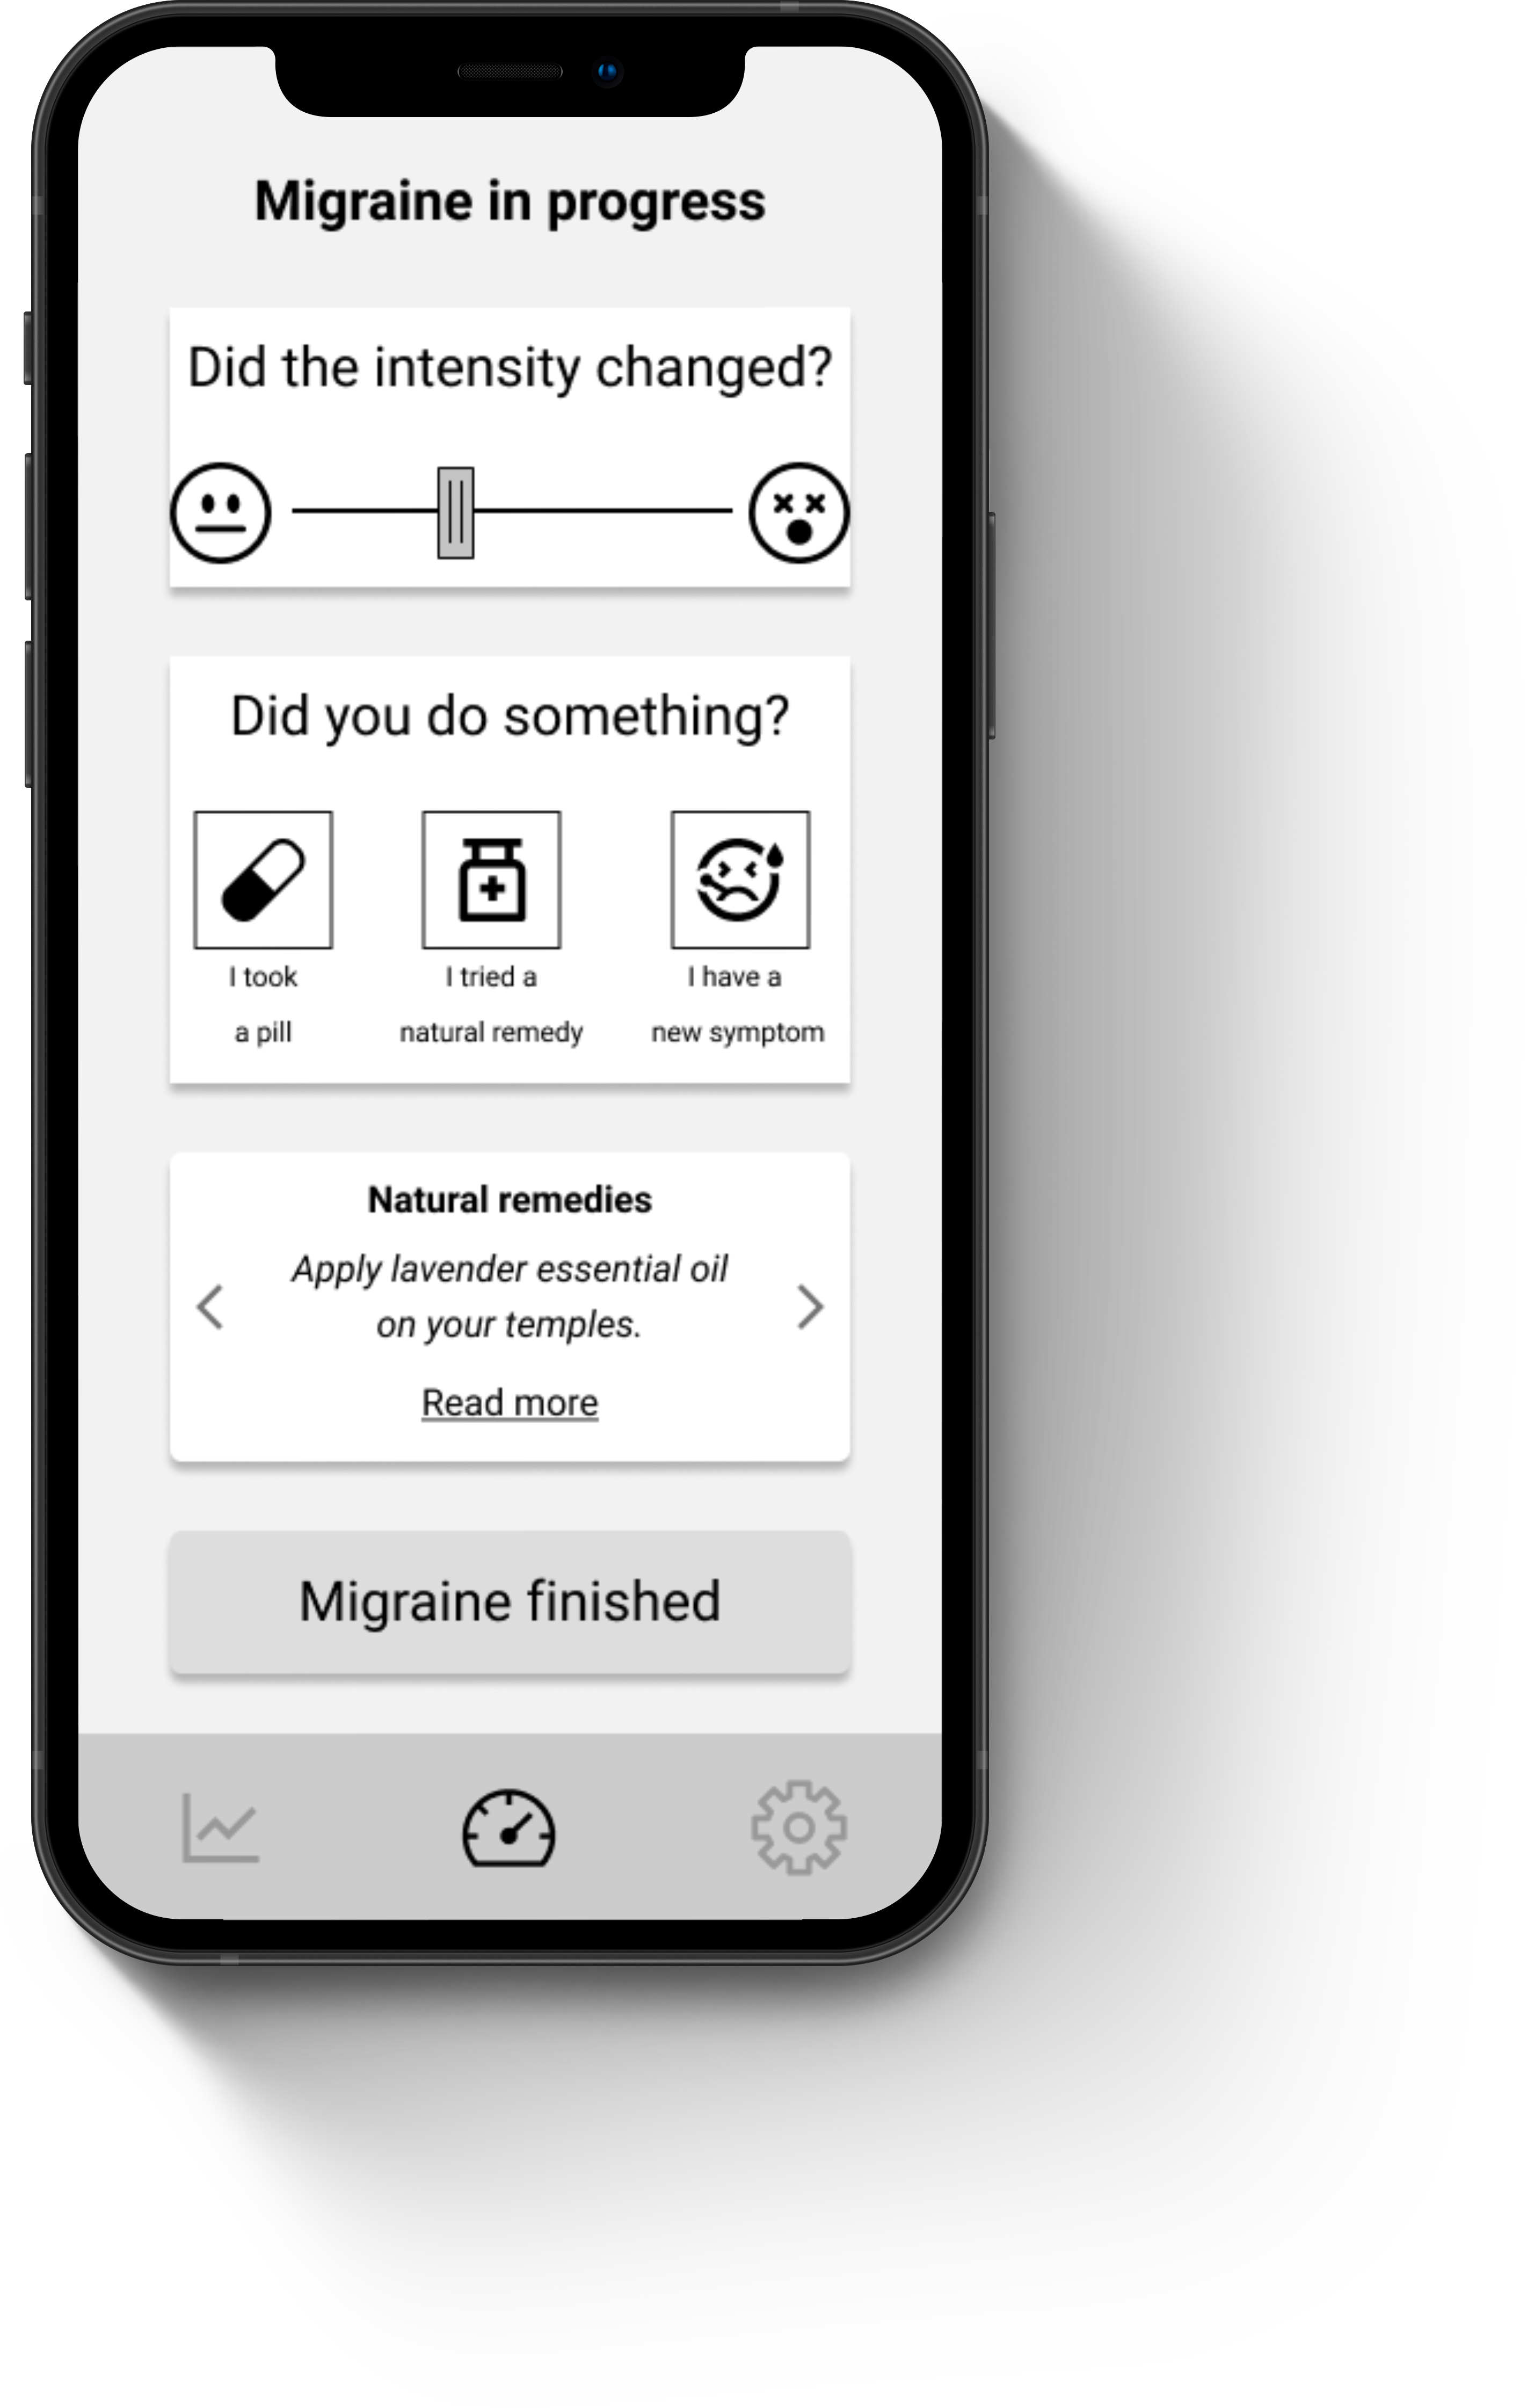 Migraine in progress
Did the intensity changed?
Did you do something?
I took
a pill
I tried a
natural remedy
I have a
new symptom
Natural remedies
Apply lavender essential oil
on your temples.
Read more
Migraine finished